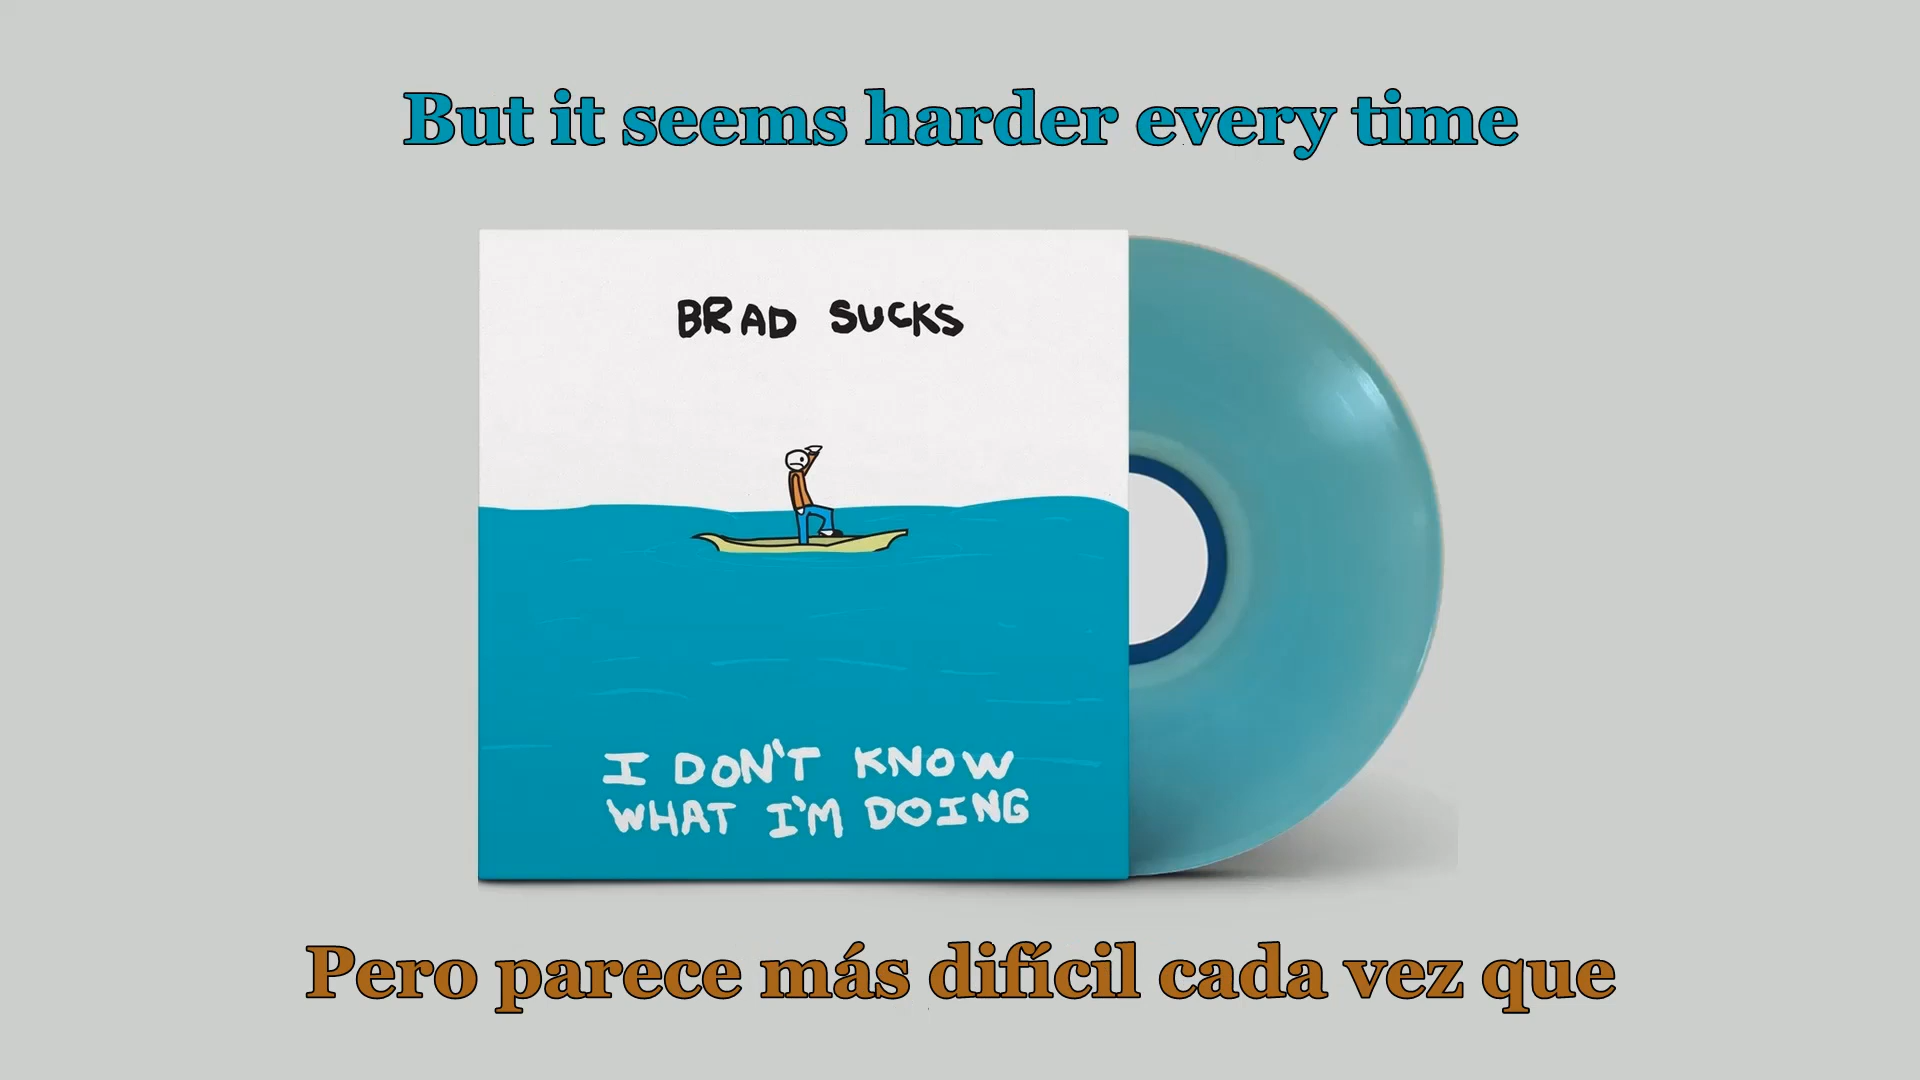 But it seems harder every time
BRAD SUCKS
I DON'T KNOW
WHAT I'M DOING
Pero parece más difícil cada vez que